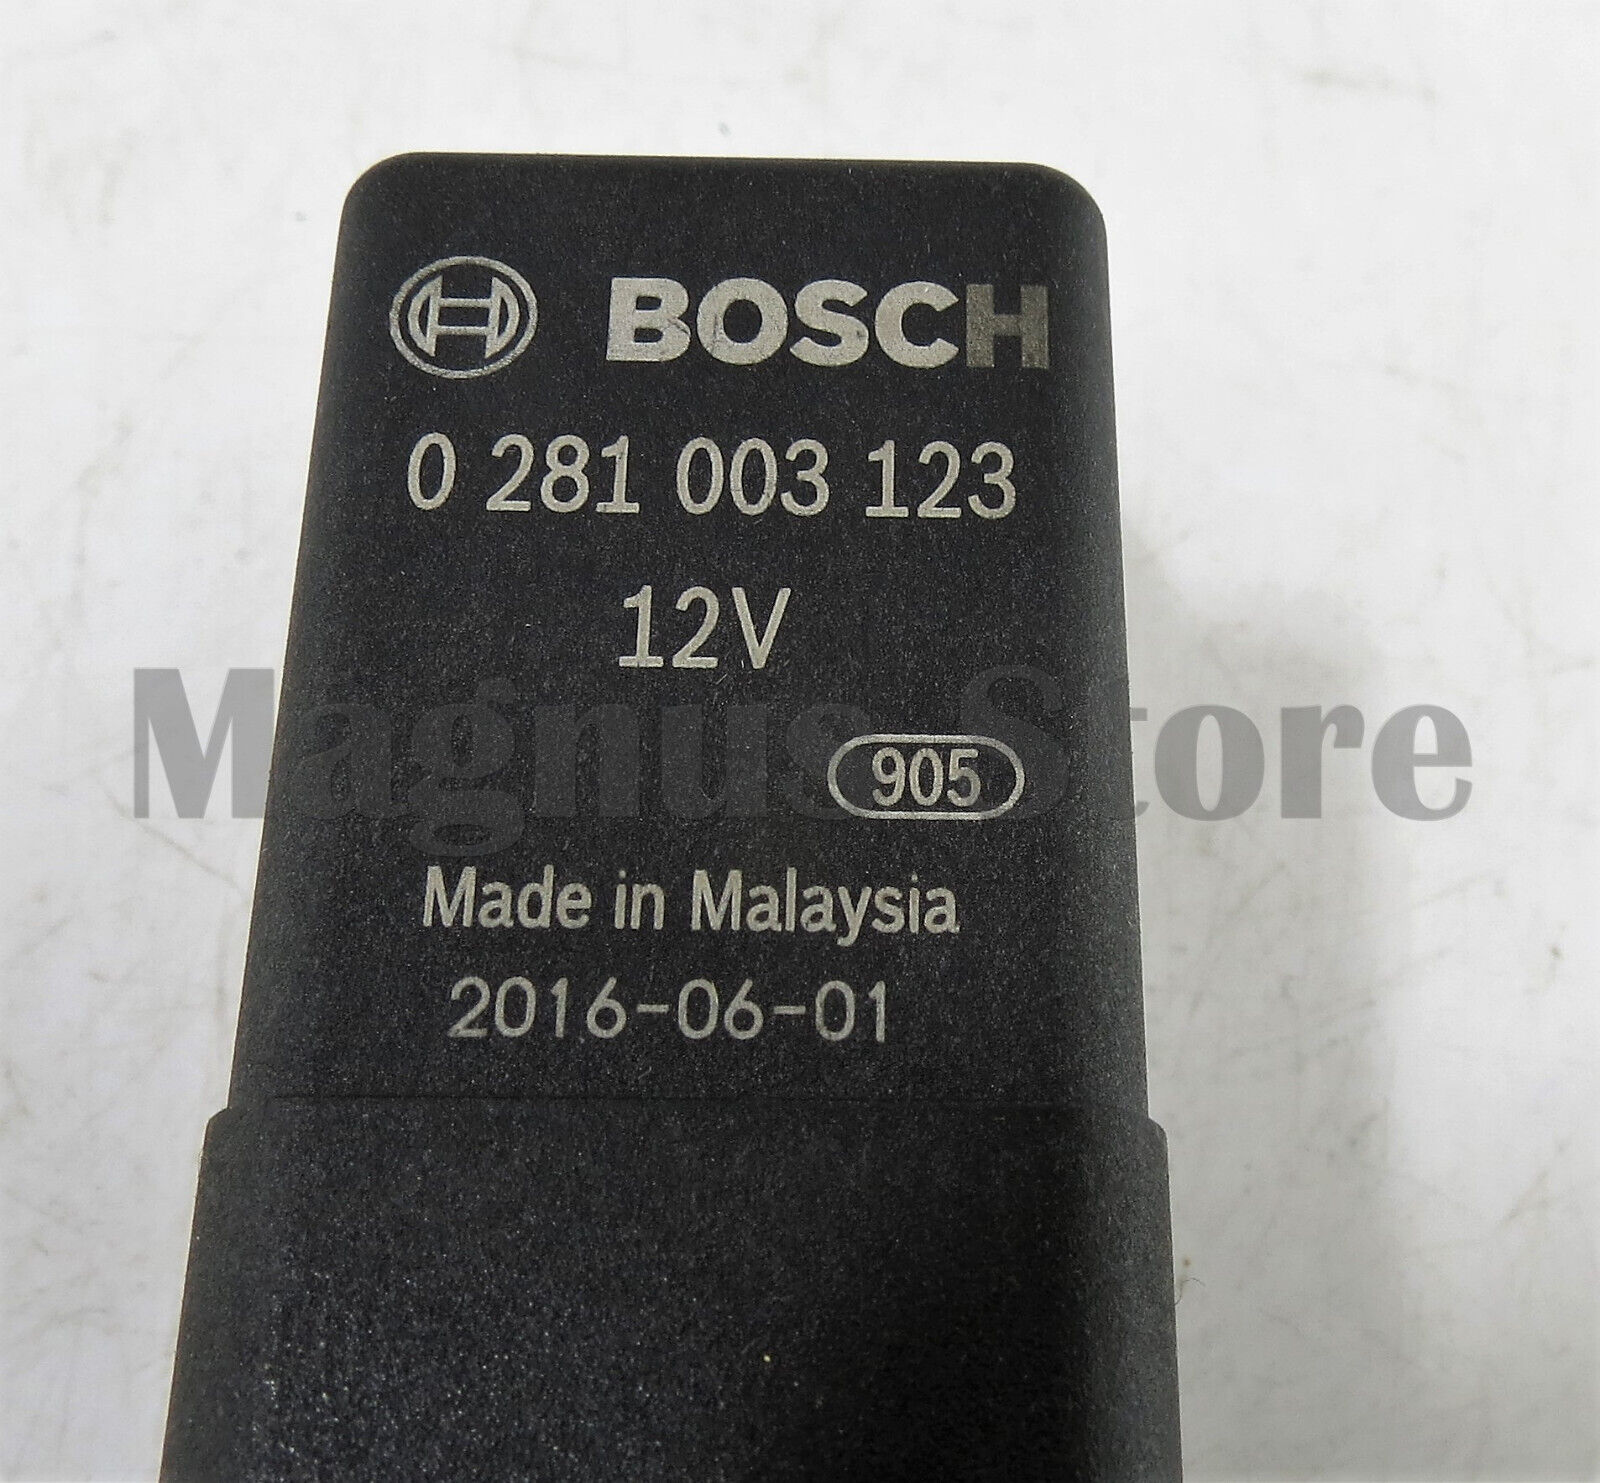 BOSCH
0 281 003 123
12V
Magnus Store
905
Made in Malaysia
2016-06-01